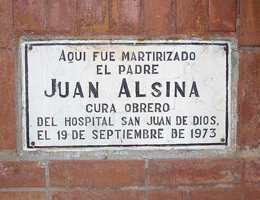 AQUI FUE MARTIRIZADO
EL PADRE
JUAN ALSINA
CURA OBRERO
DEL HOSPITAL SAN JUAN DE DIOS,
EL 19 DE SEPTIEMBRE DE 1973